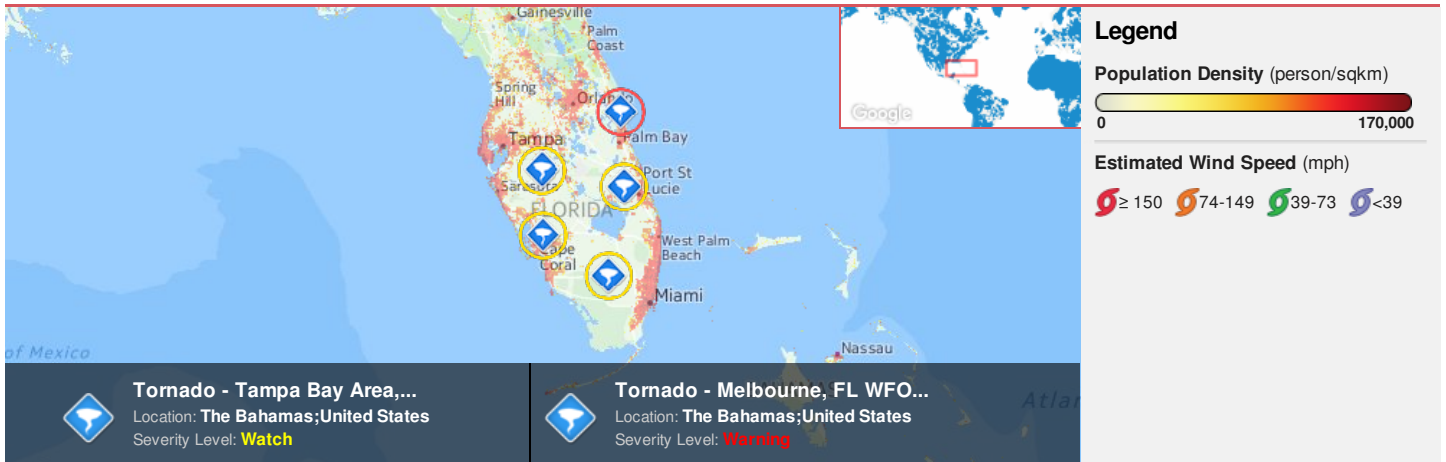 Gainesville
Palm
Coast
Spring
Hill
Orlando
Tampa
Palm Bay
Sarasota
Port St
Lucie
FLORIDA
Cape
Coral
West Palm
Beach
Miami
Nassau
of Mexico
Google
Tornado - Tampa Bay Area,...
Location: The Bahamas;United States
Severity Level: Watch
Tornado - Melbourne, FL WFO...
Location: The Bahamas;United States
Severity Level: Warning
Atlan
Legend
Population Density (person/sqkm)
0 170,000
Estimated Wind Speed (mph)
≥ 150 74-149 39-73 <39